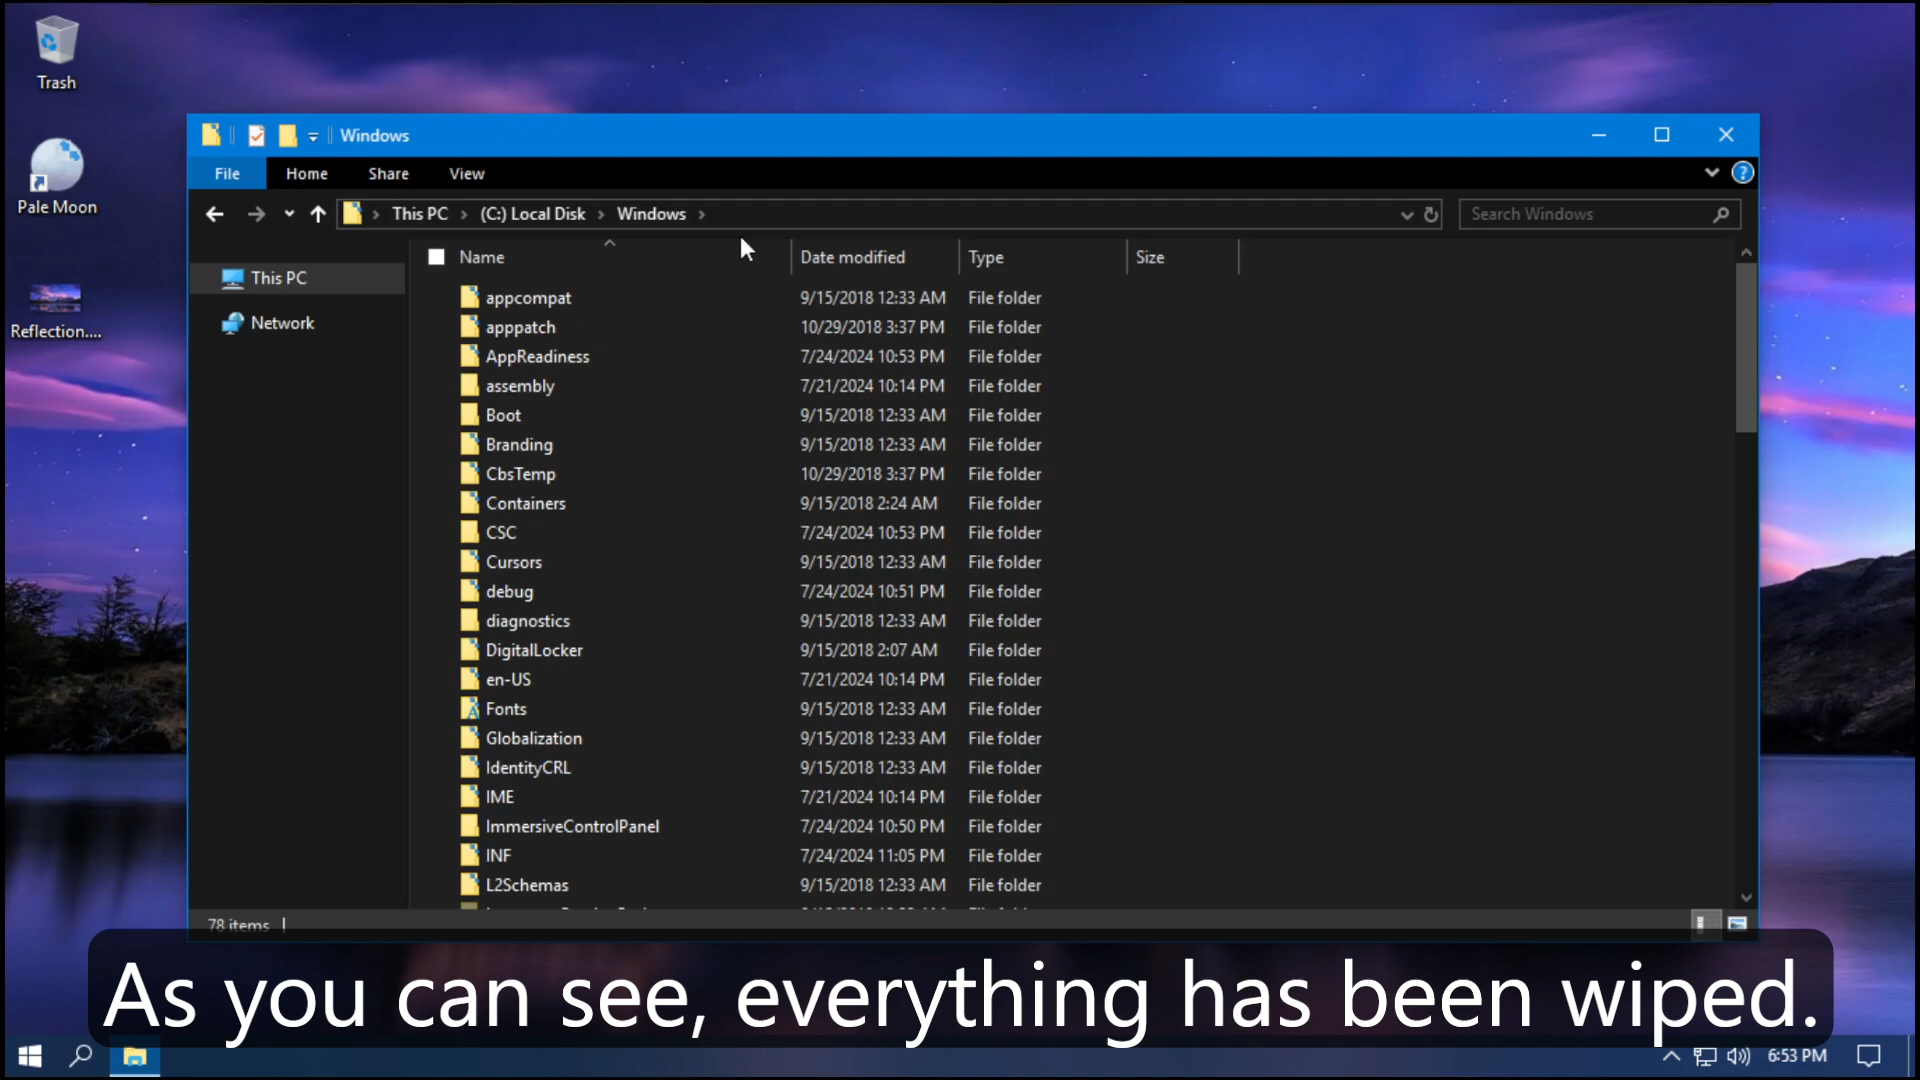 Trash
Pale Moon
Reflection....
Windows
File Home Share View
This PC (C:) Local Disk Windows
Search Windows
This PC
Network
Name Date modified Type Size
appcompat 9/15/2018 12:33 AM File folder
apppatch 10/29/2018 3:37 PM File folder
AppReadiness 7/24/2024 10:53 PM File folder
assembly 7/21/2024 10:14 PM File folder
Boot 9/15/2018 12:33 AM File folder
Branding 9/15/2018 12:33 AM File folder
CbsTemp 10/29/2018 3:37 PM File folder
Containers 9/15/2018 2:24 AM File folder
CSC 7/24/2024 10:53 PM File folder
Cursors 9/15/2018 12:33 AM File folder
debug 7/24/2024 10:51 PM File folder
diagnostics 9/15/2018 12:33 AM File folder
DigitalLocker 9/15/2018 2:07 AM File folder
en-US 7/21/2024 10:14 PM File folder
Fonts 9/15/2018 12:33 AM File folder
Globalization 9/15/2018 12:33 AM File folder
IdentityCRL 9/15/2018 12:33 AM File folder
IME 7/21/2024 10:14 PM File folder
ImmersiveControlPanel 7/24/2024 10:50 PM File folder
INF 7/24/2024 11:05 PM File folder
L2Schemas 9/15/2018 12:33 AM File folder
78 items
As you can see, everything has been wiped.
6:53 PM